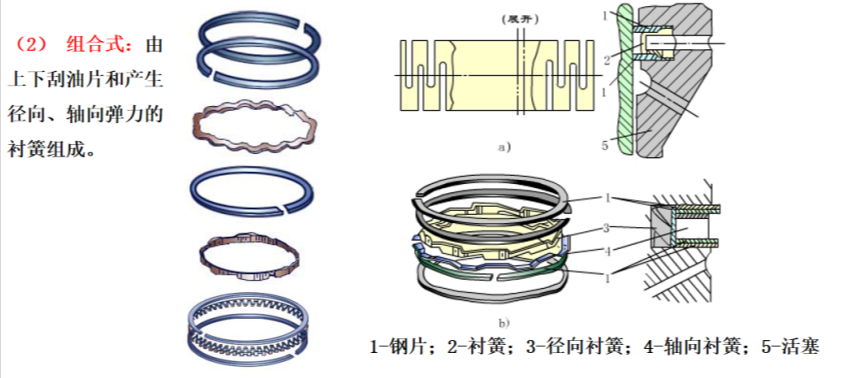 （2） 组合式：由
上下刮油片和产生
径向、轴向弹力的
衬簧组成。
(展开)
1
2
1
5
a)
1
3
4
1
b)
1-钢片；2-衬簧；3-径向衬簧；4-轴向衬簧；5-活塞